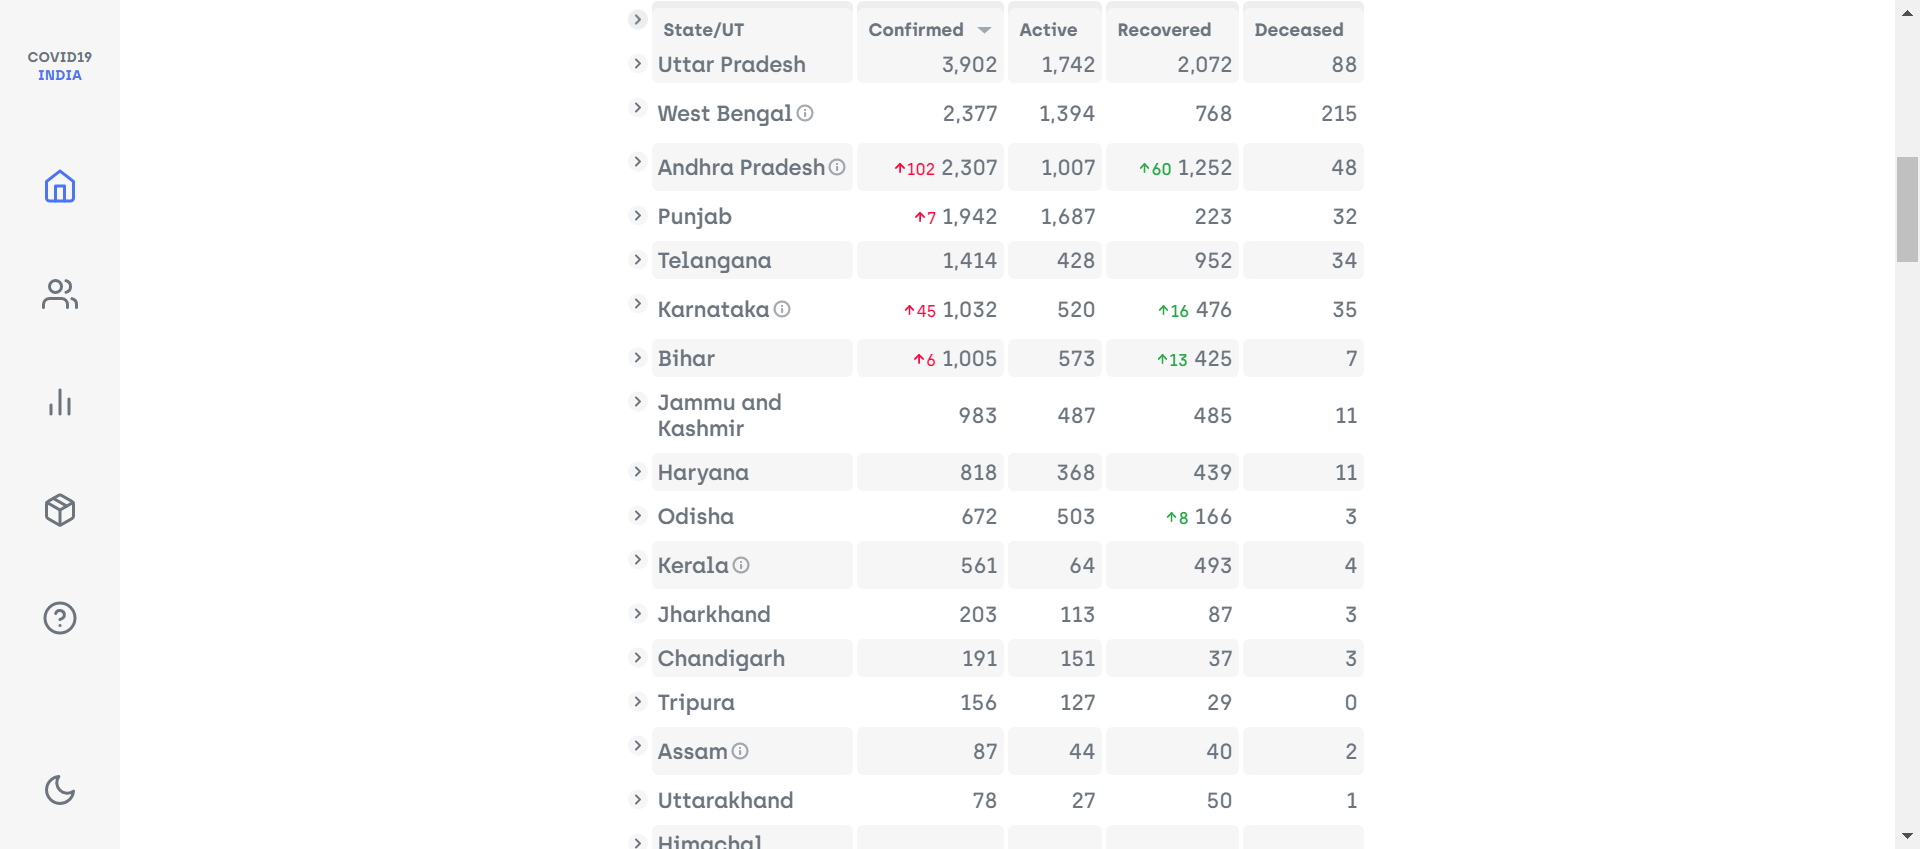 COVID19
INDIA
State/UT Confirmed Active Recovered Deceased
Uttar Pradesh 3,902 1,742 2,072 88
West Bengal 2,377 1,394 768 215
Andhra Pradesh ↑102 2,307 1,007 ↑60 1,252 48
Punjab ↑7 1,942 1,687 223 32
Telangana 1,414 428 952 34
Karnataka ↑45 1,032 520 ↑16 476 35
Bihar ↑6 1,005 573 ↑13 425 7
Jammu and
Kashmir 983 487 485 11
Haryana 818 368 439 11
Odisha 672 503 ↑8 166 3
Kerala 561 64 493 4
Jharkhand 203 113 87 3
Chandigarh 191 151 37 3
Tripura 156 127 29 0
Assam 87 44 40 2
Uttarakhand 78 27 50 1
Himachal